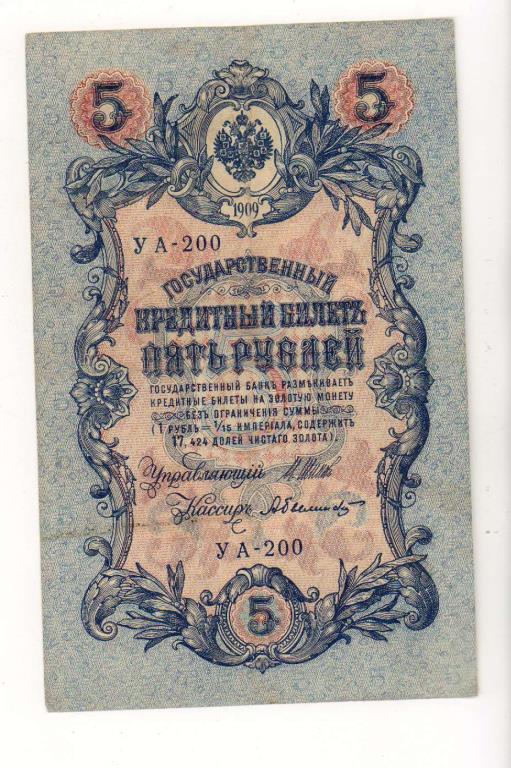 5 5
1909
УА-200
ГОСУДАРСТВЕННЫЙ
КРЕДИТНЫЙ БИЛЕТЪ
ПЯТЬ РУБЛЕЙ
ГОСУДАРСТВЕННЫЙ БАНКЪ РАЗМѢНИВАЕТЪ
КРЕДИТНЫЕ БИЛЕТЫ НА ЗОЛОТУЮ МОНЕТУ
БЕЗЪ ОГРАНИЧЕНІЯ СУММЫ
(1 РУБЛЬ = 1/15 ИМПЕРІАЛА, СОДЕРЖИТЪ
17,424 ДОЛЕЙ ЧИСТАГО ЗОЛОТА).
Управляющій
Кассиръ
УА-200
5